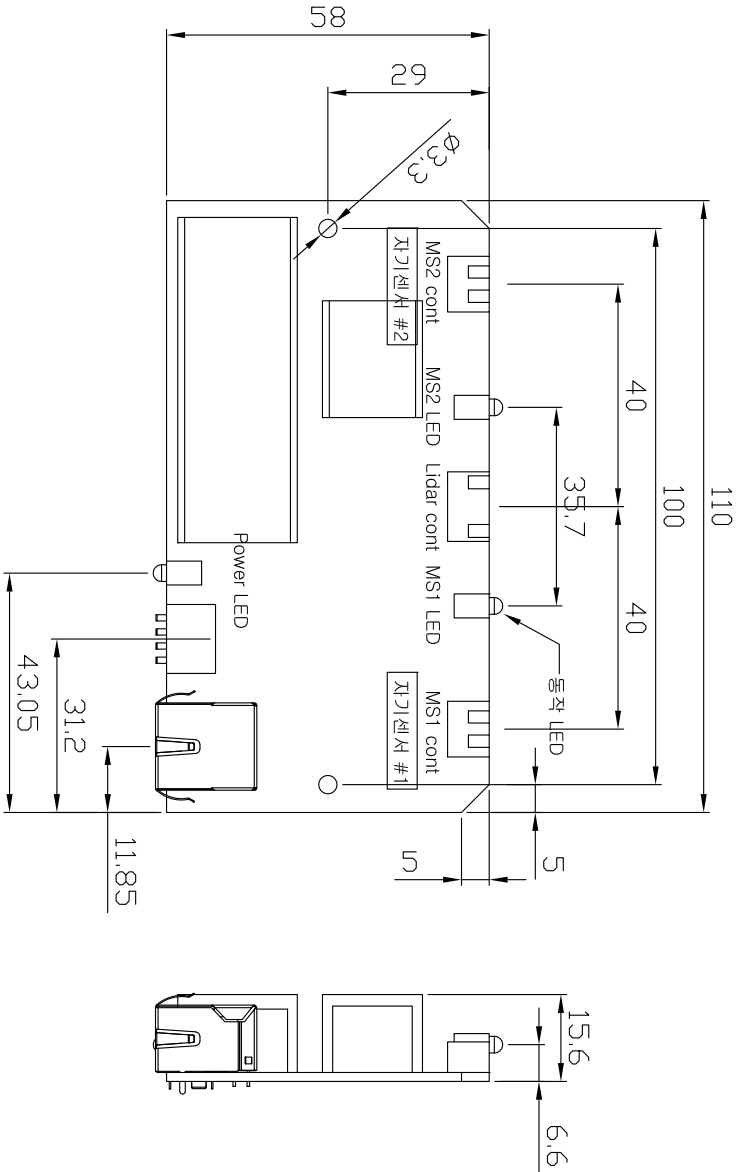 110
100
40
40
35.7
5
동작 LED
MS2 cont
MS2 LED
Lidar cont
MS1 LED
MS1 cont
자기센서 #2
자기센서 #1
5
29
58
ø3.3
Power LED
11.85
31.2
43.05
6.6
15.6